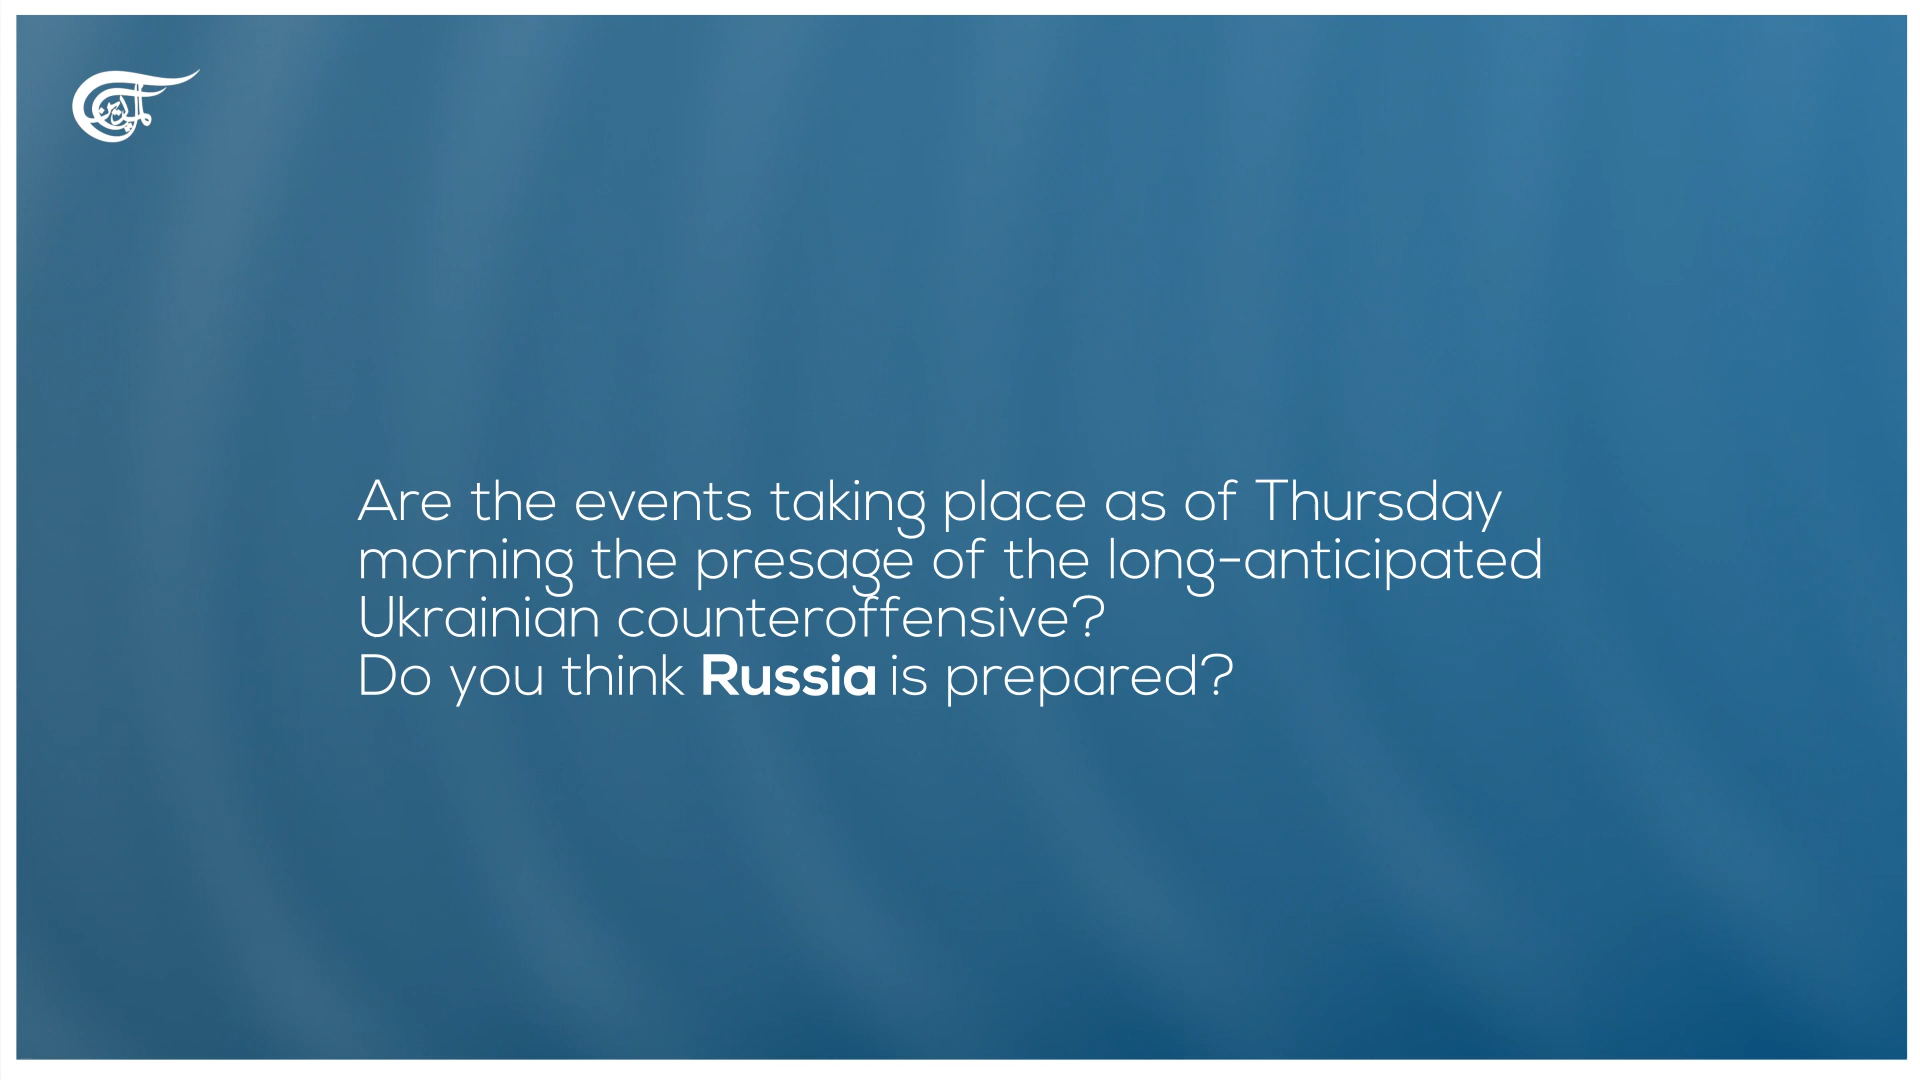 الميادين
Are the events taking place as of Thursday
morning the presage of the long-anticipated
Ukrainian counteroffensive?
Do you think Russia is prepared?